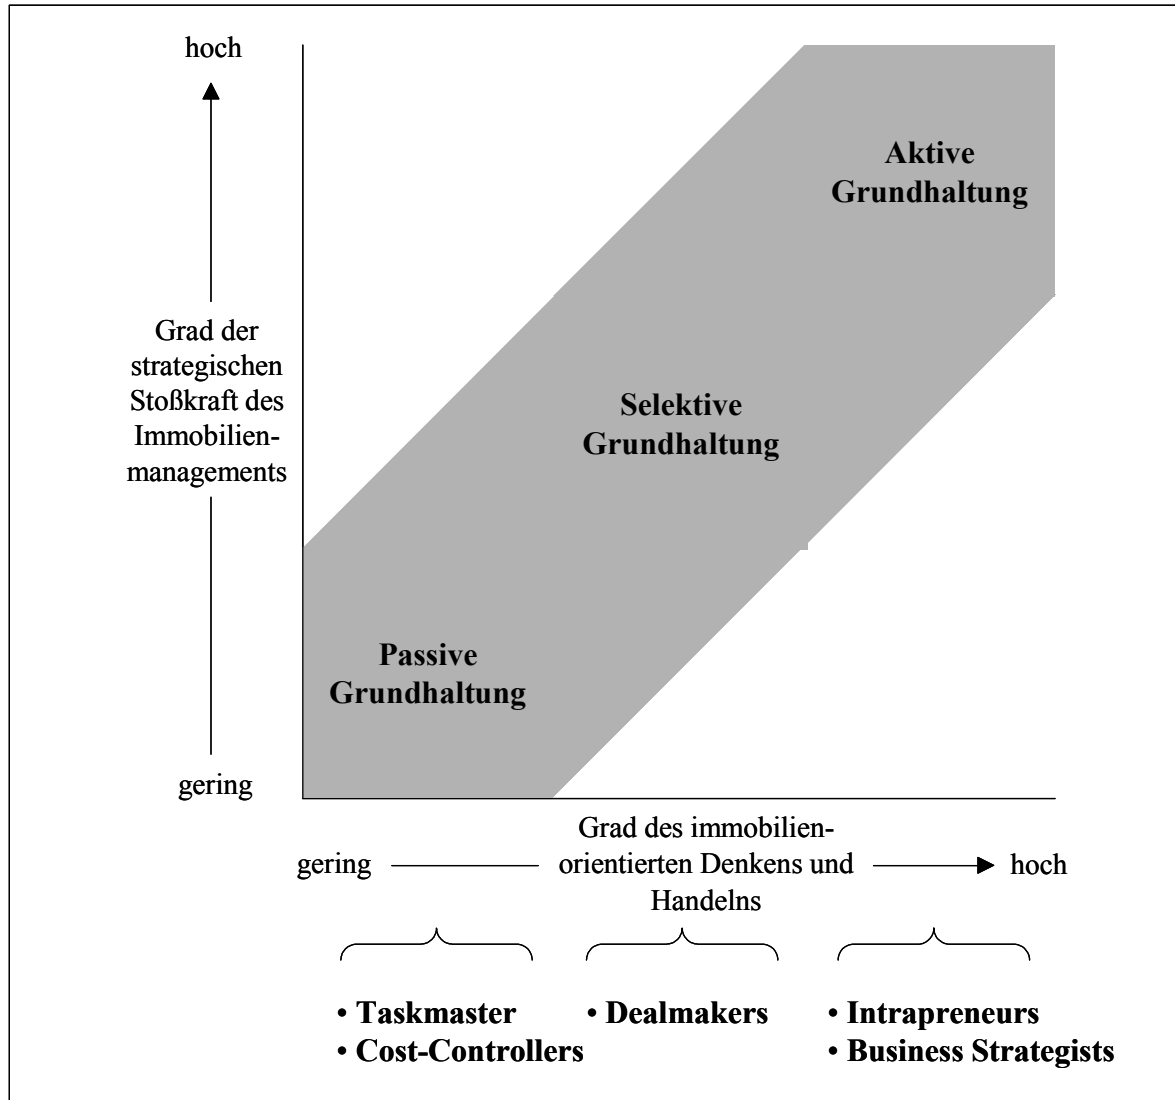 hoch
Aktive
Grundhaltung
Grad der
strategischen
Stoßkraft des
Immobilien-
managements
Selektive
Grundhaltung
Passive
Grundhaltung
gering
Grad des immobilien-
gering orientierten Denkens und hoch
Handelns
• Taskmaster
• Cost-Controllers
• Dealmakers
• Intrapreneurs
• Business Strategists